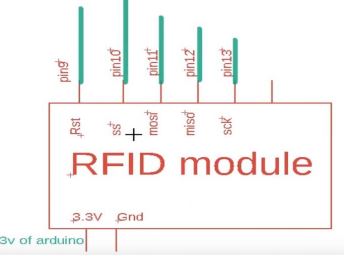 pin9 pin10 pin11 pin12 pin13
Rst ss mosi miso sck
RFID module
3.3V Gnd
3v of arduino